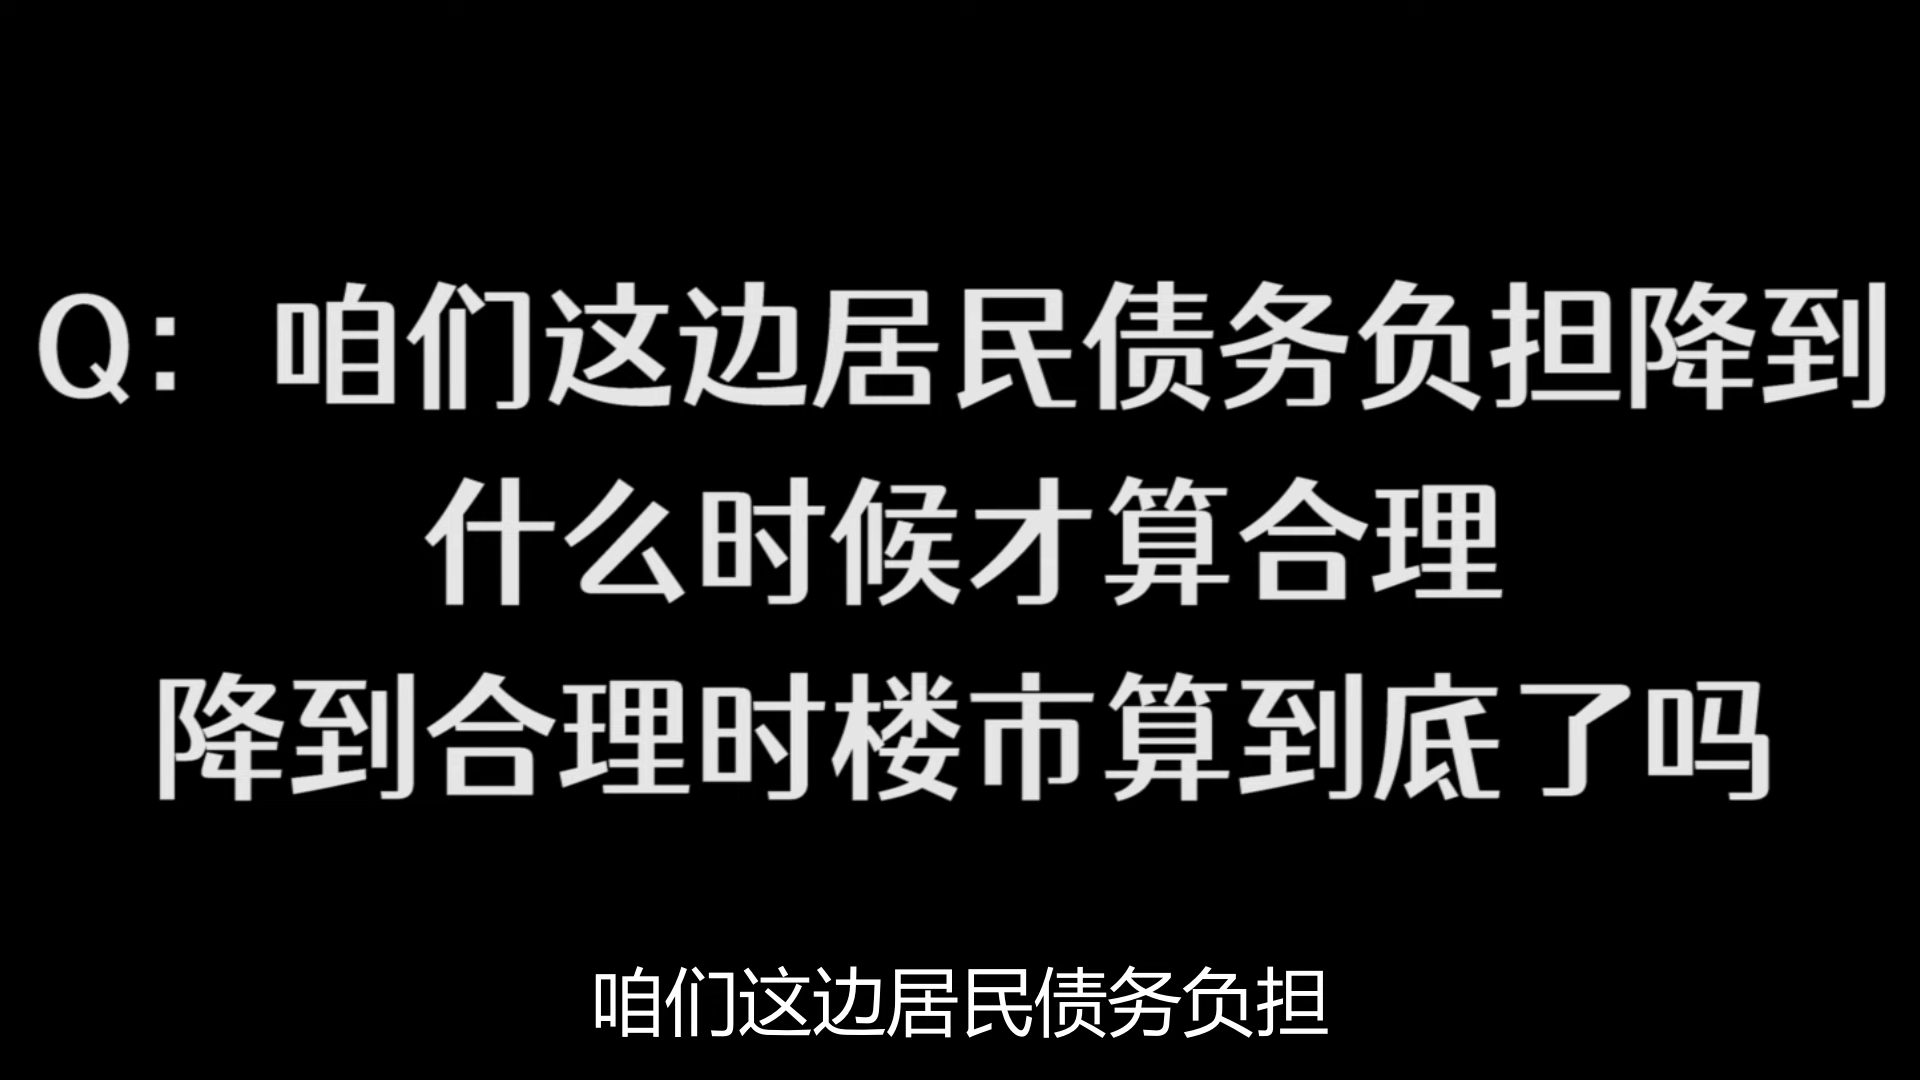 Q：咱们这边居民债务负担降到
什么时候才算合理
降到合理时楼市算到底了吗
咱们这边居民债务负担